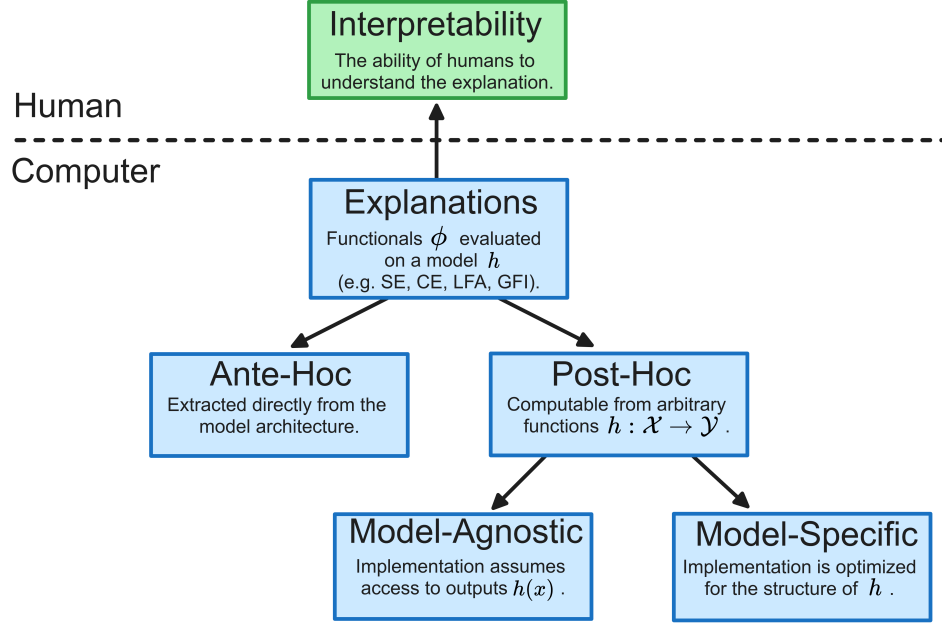 Interpretability
The ability of humans to
understand the explanation.
Human
Computer
Explanations
Functionals ϕ evaluated
on a model h
(e.g. SE, CE, LFA, GFI).
Ante-Hoc
Extracted directly from the
model architecture.
Post-Hoc
Computable from arbitrary
functions h : 𝒳 → 𝒴 .
Model-Agnostic
Implementation assumes
access to outputs h(x) .
Model-Specific
Implementation is optimized
for the structure of h .